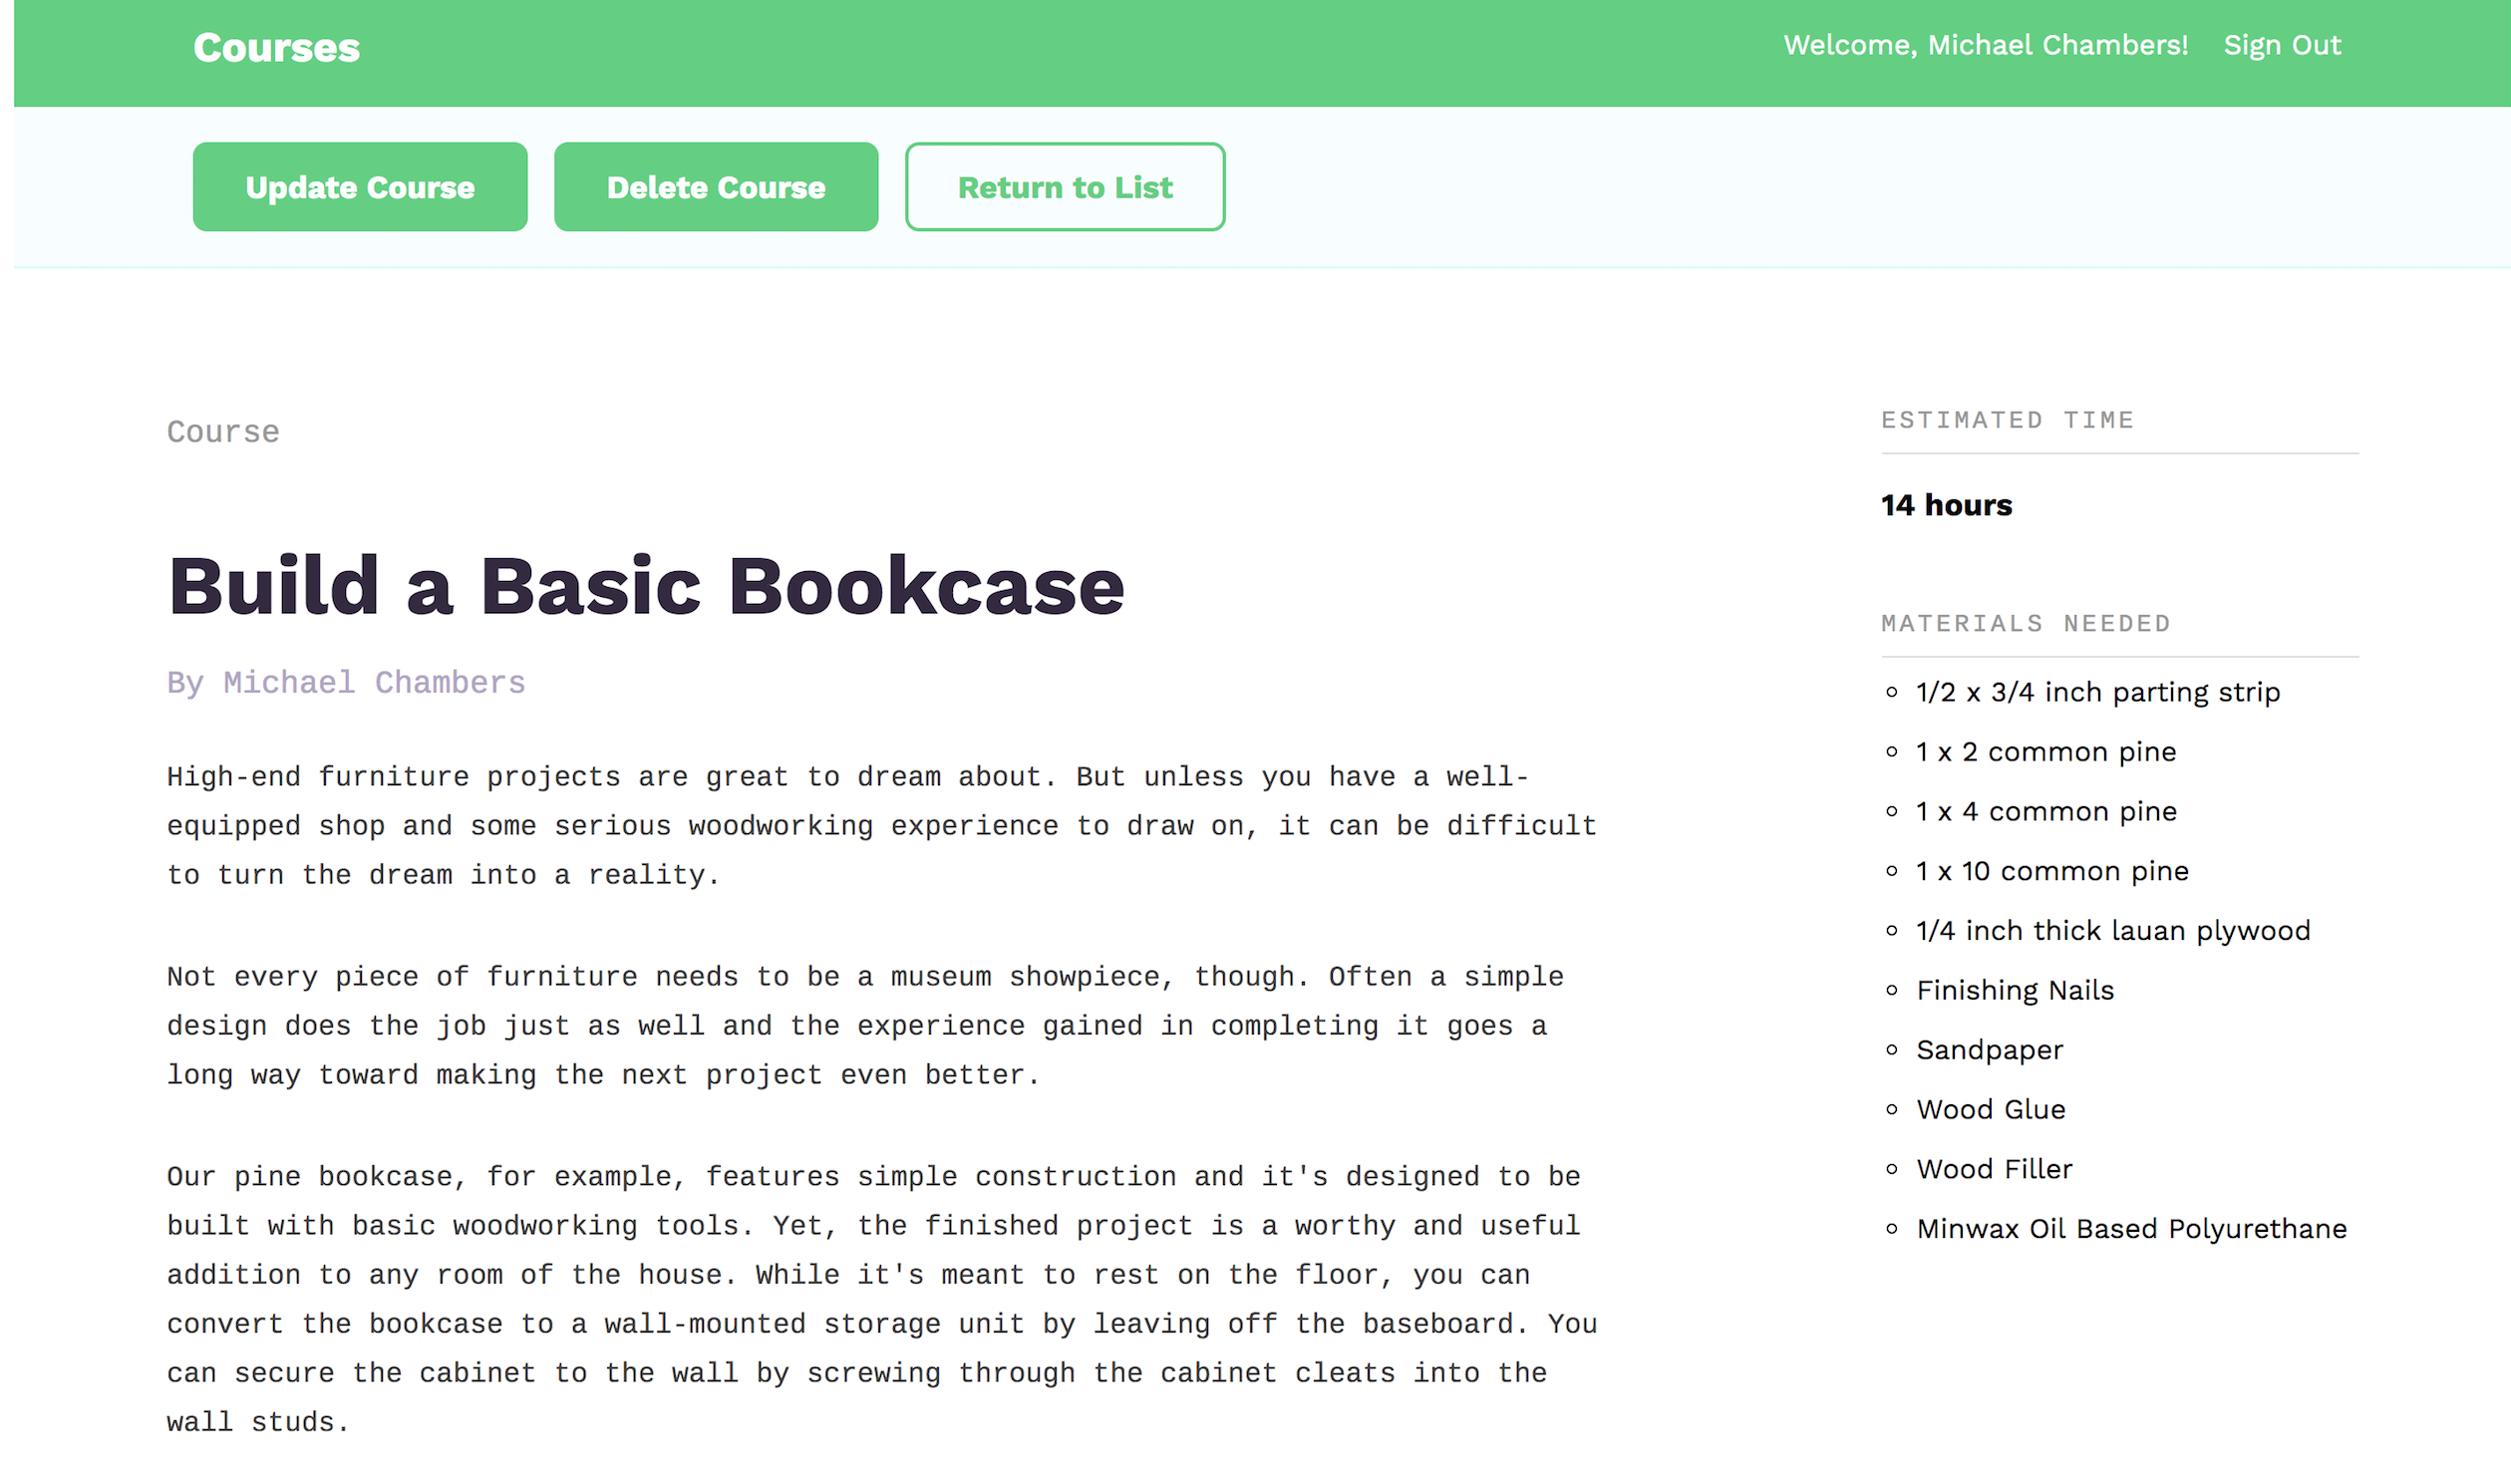 Courses
Welcome, Michael Chambers! Sign Out
Update Course Delete Course Return to List
Course
Build a Basic Bookcase
By Michael Chambers
High-end furniture projects are great to dream about. But unless you have a well-
equipped shop and some serious woodworking experience to draw on, it can be difficult
to turn the dream into a reality.
Not every piece of furniture needs to be a museum showpiece, though. Often a simple
design does the job just as well and the experience gained in completing it goes a
long way toward making the next project even better.
Our pine bookcase, for example, features simple construction and it's designed to be
built with basic woodworking tools. Yet, the finished project is a worthy and useful
addition to any room of the house. While it's meant to rest on the floor, you can
convert the bookcase to a wall-mounted storage unit by leaving off the baseboard. You
can secure the cabinet to the wall by screwing through the cabinet cleats into the
wall studs.
ESTIMATED TIME
14 hours
MATERIALS NEEDED
1/2 x 3/4 inch parting strip
1 x 2 common pine
1 x 4 common pine
1 x 10 common pine
1/4 inch thick lauan plywood
Finishing Nails
Sandpaper
Wood Glue
Wood Filler
Minwax Oil Based Polyurethane